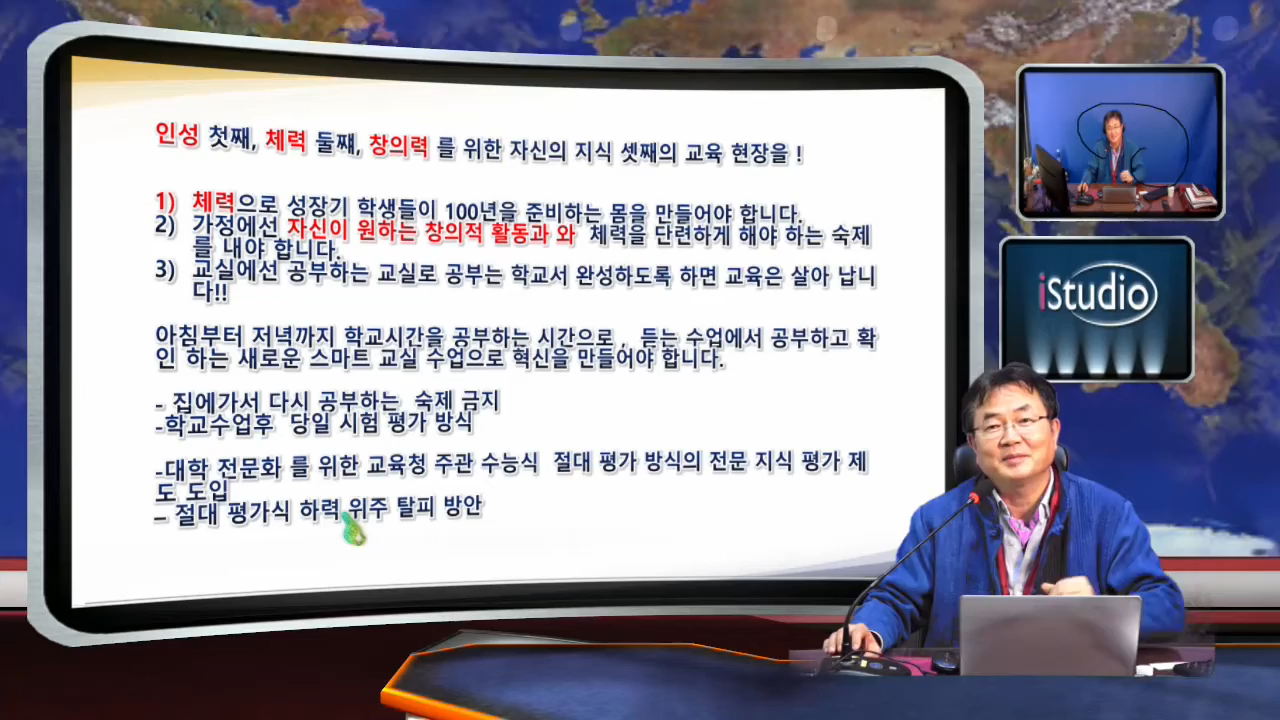 인성 첫째, 체력 둘째, 창의력 를 위한 자신의 지식 셋째의 교육 현장을 !
1) 체력으로 성장기 학생들이 100년을 준비하는 몸을 만들어야 합니다.
2) 가정에선 자신이 원하는 창의적 활동과 와 체력을 단련하게 해야 하는 숙제
를 내야 합니다.
3) 교실에선 공부하는 교실로 공부는 학교서 완성하도록 하면 교육은 살아 납니
다!!
아침부터 저녁까지 학교시간을 공부하는 시간으로 , 듣는 수업에서 공부하고 확
인 하는 새로운 스마트 교실 수업으로 혁신을 만들어야 합니다.
- 집에가서 다시 공부하는 숙제 금지
-학교수업후 당일 시험 평가 방식
-대학 전문화 를 위한 교육청 주관 수능식 절대 평가 방식의 전문 지식 평가 제
도 도입
– 절대 평가식 하력 위주 탈피 방안
iStudio